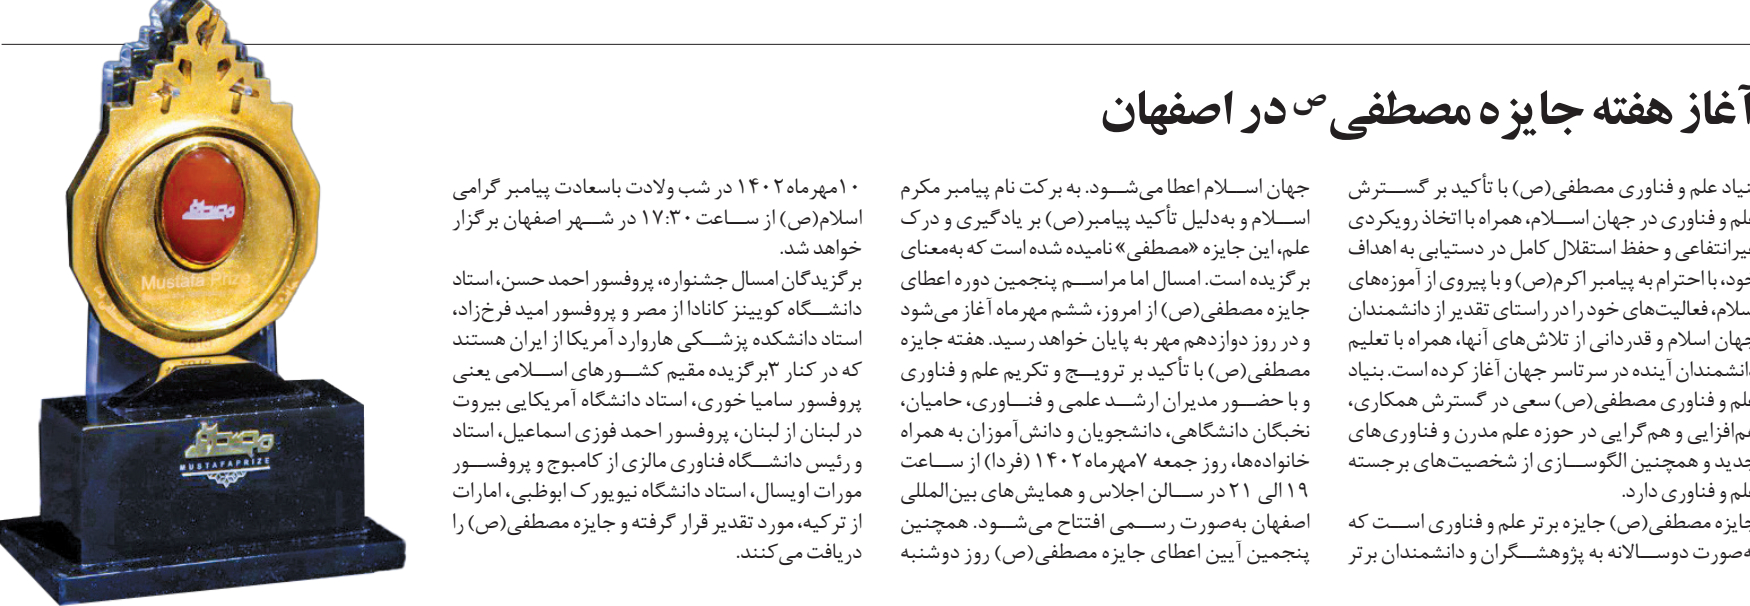 آغاز هفته جایزه مصطفی ص در اصفهان
بنیاد علم و فناوری مصطفی(ص) با تأکید بر گسترش
علم و فناوری در جهان اسلام، همراه با اتخاذ رویکردی
غیرانتفاعی و حفظ استقلال کامل در دستیابی به اهداف
خود، با احترام به پیامبر اکرم(ص) و با پیروی از آموزه‌های
اسلام، فعالیت‌های خود را در راستای تقدیر از دانشمندان
جهان اسلام و قدردانی از تلاش‌های آنها، همراه با تعلیم
دانشمندان آینده در سرتاسر جهان آغاز کرده است. بنیاد
علم و فناوری مصطفی(ص) سعی در گسترش همکاری،
هم‌افزایی و هم‌گرایی در حوزه علم مدرن و فناوری‌های
جدید و همچنین الگوسازی از شخصیت‌های برجسته
علم و فناوری دارد.
جایزه مصطفی(ص) جایزه برتر علم و فناوری است که
به‌صورت دوسالانه به پژوهشگران و دانشمندان برتر
جهان اسلام اعطا می‌شود. به برکت نام پیامبر مکرم
اسلام و به‌دلیل تأکید پیامبر(ص) بر یادگیری و درک
علم، این جایزه «مصطفی» نامیده شده است که به‌معنای
برگزیده است. امسال اما مراسم پنجمین دوره اعطای
جایزه مصطفی(ص) از امروز، ششم مهرماه آغاز می‌شود
و در روز دوازدهم مهر به پایان خواهد رسید. هفته جایزه
مصطفی(ص) با تأکید بر ترویج و تکریم علم و فناوری
و با حضور مدیران ارشد علمی و فناوری، حامیان،
نخبگان دانشگاهی، دانشجویان و دانش‌آموزان به همراه
خانواده‌ها، روز جمعه ۷مهرماه ۱۴۰۲ (فردا) از ساعت
۱۹ الی ۲۱ در سالن اجلاس و همایش‌های بین‌المللی
اصفهان به‌صورت رسمی افتتاح می‌شود. همچنین
پنجمین آیین اعطای جایزه مصطفی(ص) روز دوشنبه
۱۰مهرماه ۱۴۰۲ در شب ولادت باسعادت پیامبر گرامی
اسلام(ص) از ساعت ۱۷:۳۰ در شهر اصفهان برگزار
خواهد شد.
برگزیدگان امسال جشنواره، پروفسور احمد حسن، استاد
دانشگاه کویینز کانادا از مصر و پروفسور امید فرخ‌زاد،
استاد دانشکده پزشکی هاروارد آمریکا از ایران هستند
که در کنار ۳برگزیده مقیم کشورهای اسلامی یعنی
پروفسور سامیا خوری، استاد دانشگاه آمریکایی بیروت
در لبنان از لبنان، پروفسور احمد فوزی اسماعیل، استاد
و رئیس دانشگاه فناوری مالزی از کامبوج و پروفسور
مورات اویسال، استاد دانشگاه نیویورک ابوظبی، امارات
از ترکیه، مورد تقدیر قرار گرفته و جایزه مصطفی(ص) را
دریافت می‌کنند.
مصطفی
Mustafa Prize
2019
مصطفی
MUSTAFAPRIZE